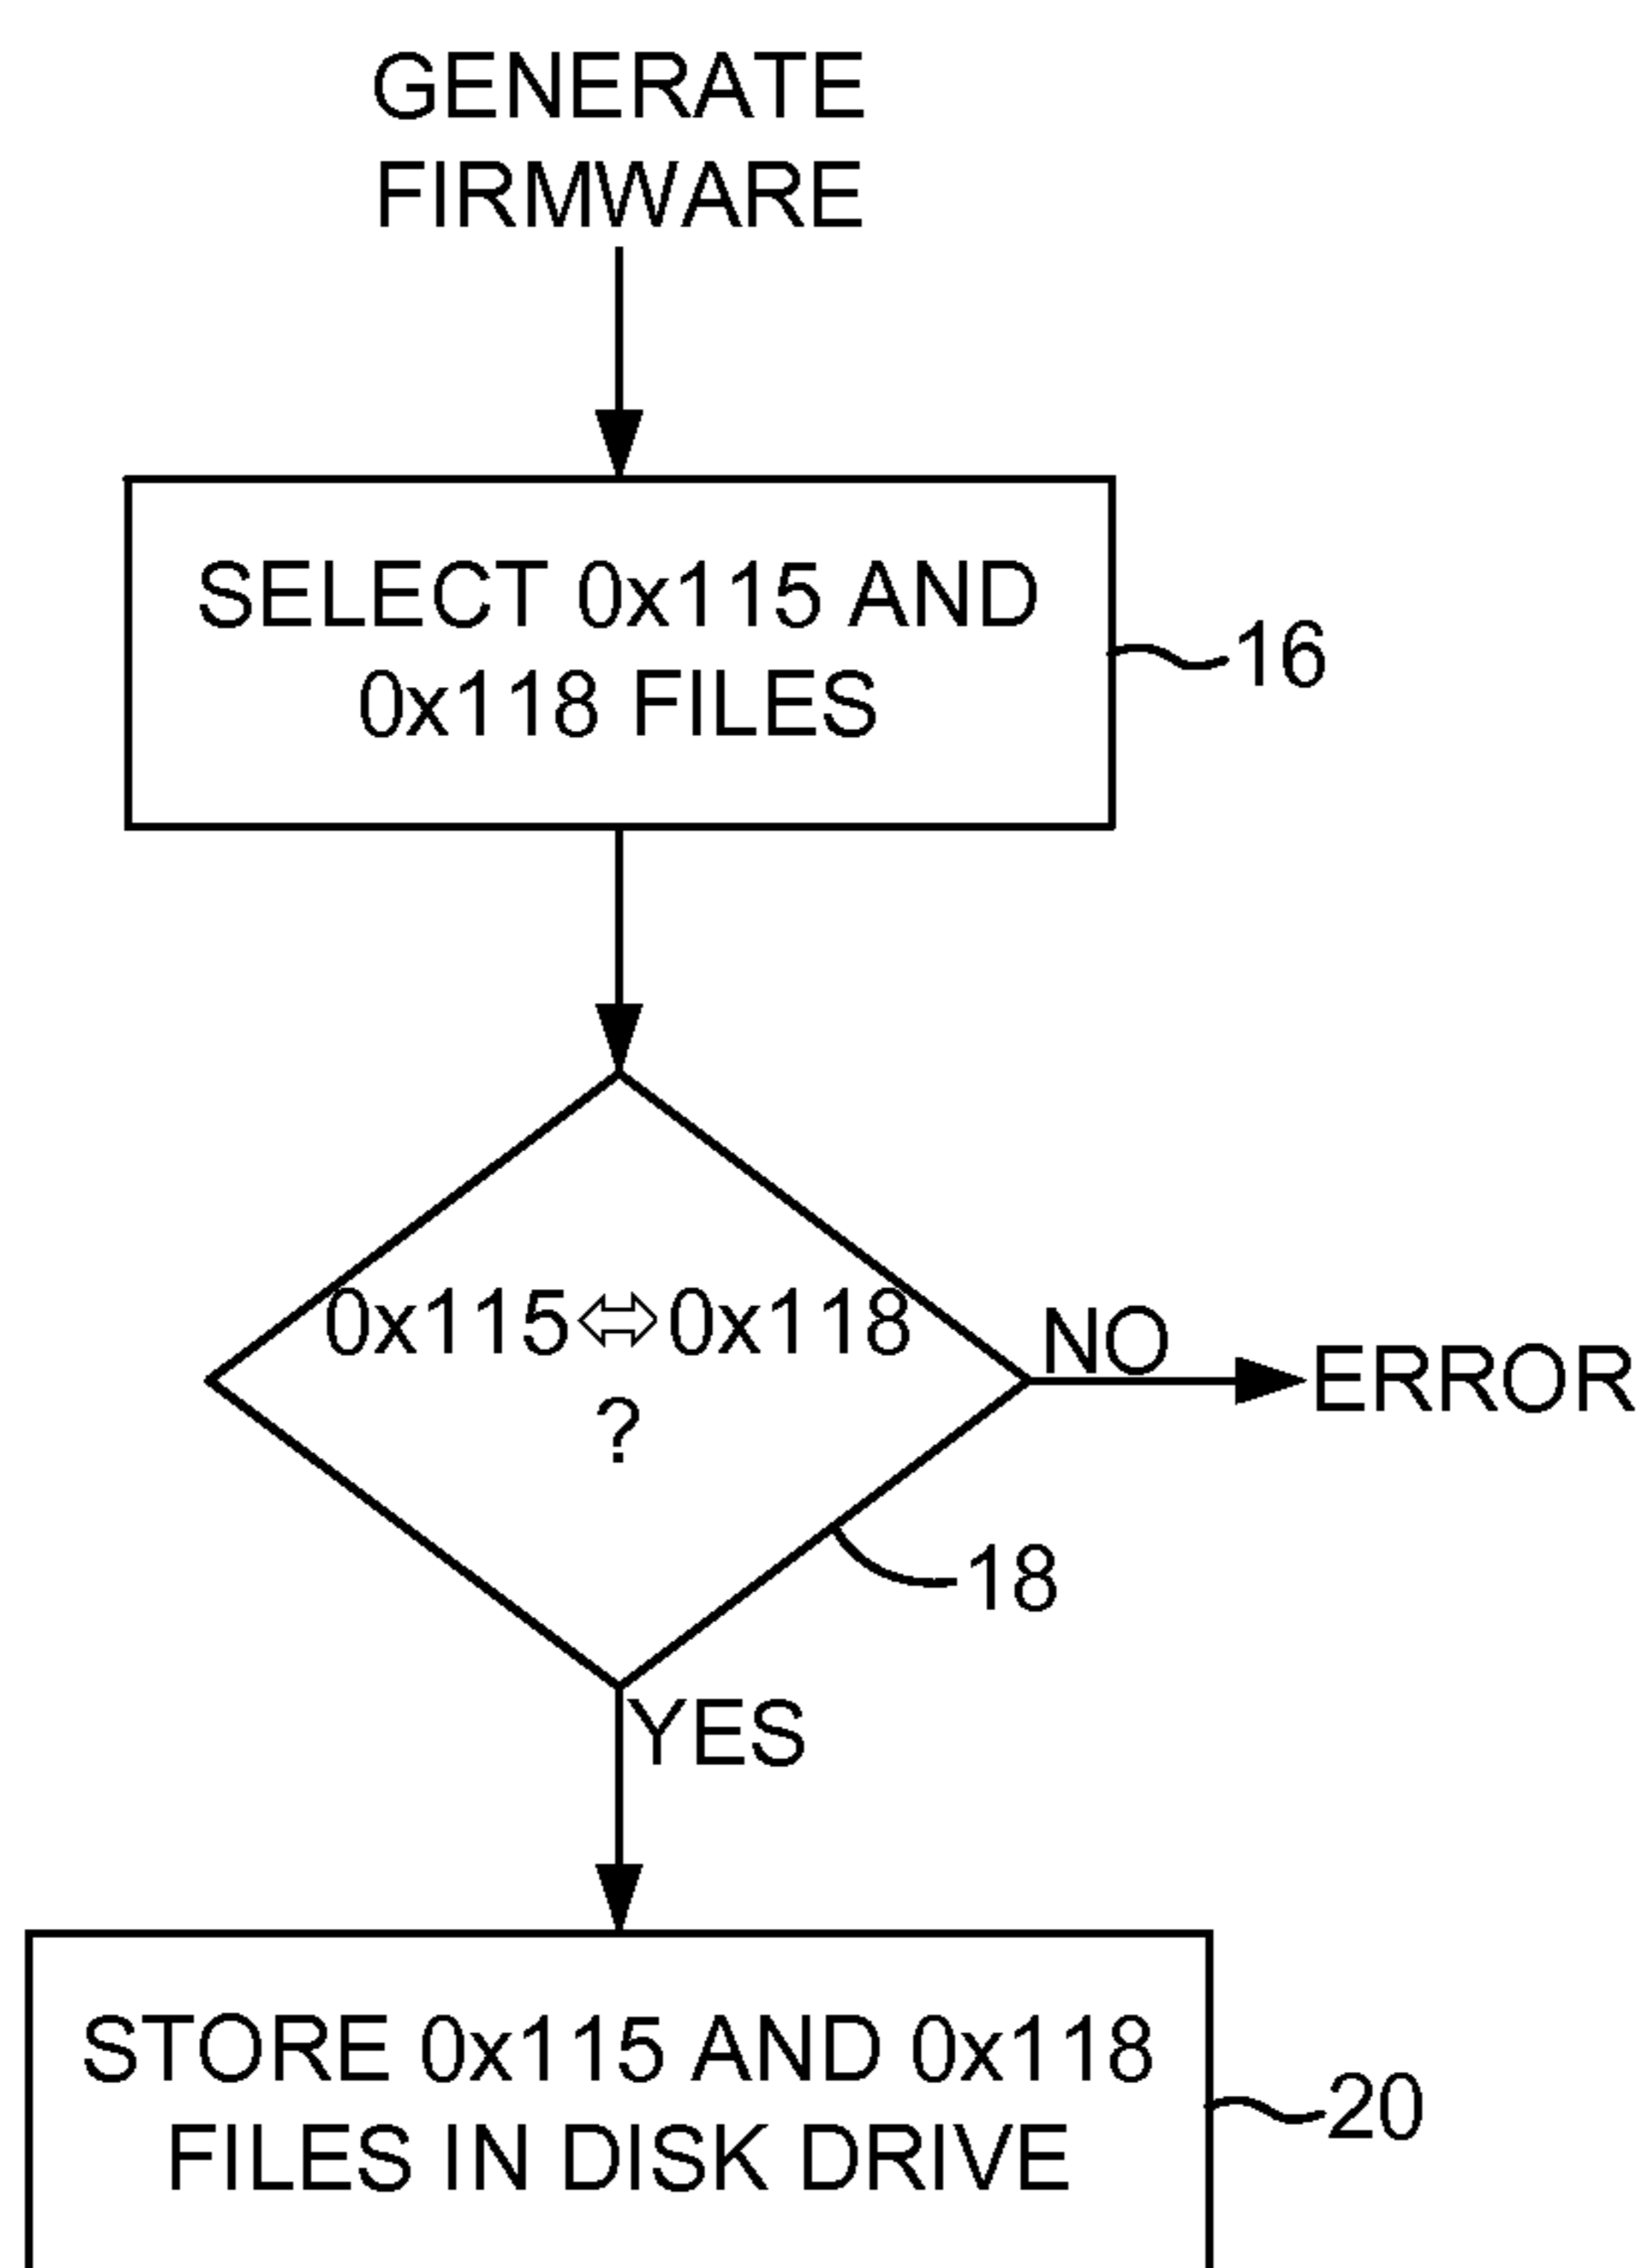 GENERATE
FIRMWARE
SELECT 0x115 AND
0x118 FILES
16
0x115⇔0x118
?
NO
ERROR
18
YES
STORE 0x115 AND 0x118
FILES IN DISK DRIVE
20